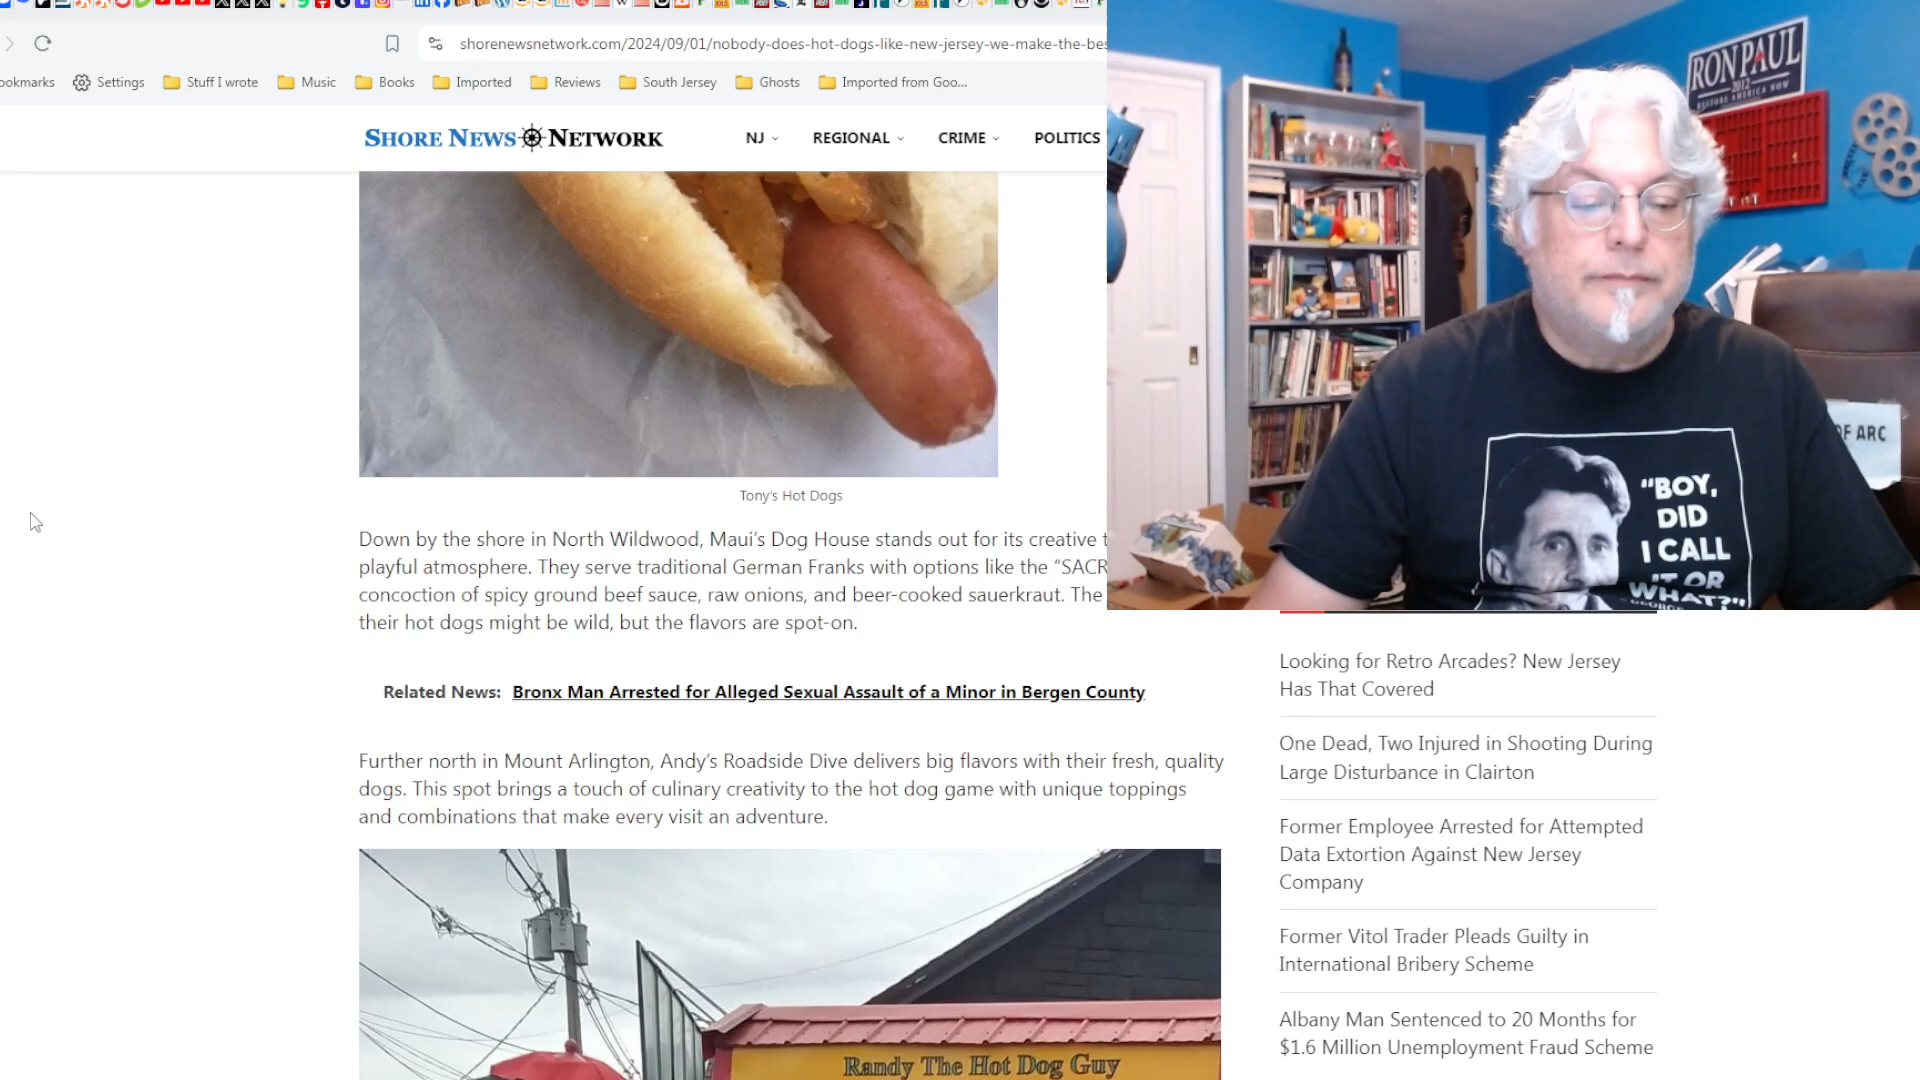 shorenewsnetwork.com/2024/09/01/nobody-does-hot-dogs-like-new-jersey-we-make-the-bes
ookmarks Settings Stuff I wrote Music Books Imported Reviews South Jersey Ghosts Imported from Goo...
SHORE NEWS NETWORK NJ REGIONAL CRIME POLITICS
RON PAUL
2012
RESTORE AMERICA NOW
OF ARC
"BOY,
DID
I CALL
IT OR
WHAT?"
Tony's Hot Dogs
Down by the shore in North Wildwood, Maui's Dog House stands out for its creative
playful atmosphere. They serve traditional German Franks with options like the "SACR
concoction of spicy ground beef sauce, raw onions, and beer-cooked sauerkraut. The
their hot dogs might be wild, but the flavors are spot-on.
Related News: Bronx Man Arrested for Alleged Sexual Assault of a Minor in Bergen County
Further north in Mount Arlington, Andy's Roadside Dive delivers big flavors with their fresh, quality
dogs. This spot brings a touch of culinary creativity to the hot dog game with unique toppings
and combinations that make every visit an adventure.
Randy The Hot Dog Guy
Looking for Retro Arcades? New Jersey
Has That Covered
One Dead, Two Injured in Shooting During
Large Disturbance in Clairton
Former Employee Arrested for Attempted
Data Extortion Against New Jersey
Company
Former Vitol Trader Pleads Guilty in
International Bribery Scheme
Albany Man Sentenced to 20 Months for
$1.6 Million Unemployment Fraud Scheme